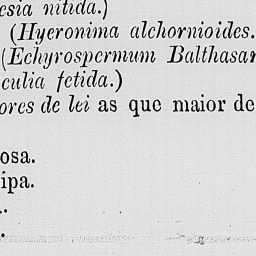 esia nitida.)
(Hyeronima alchornioides.
(Echyrospermum Balthasar
culia fetida.)
ores de lei as que maior de
osa.
ipa.